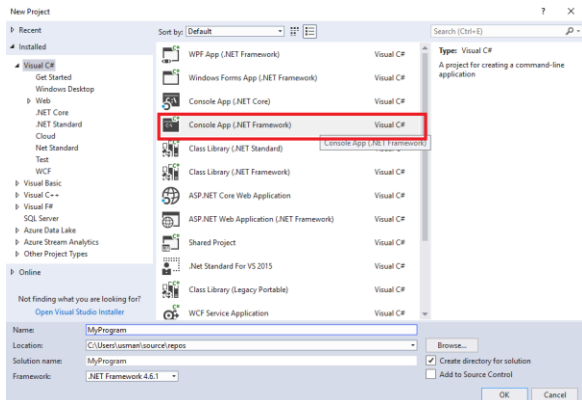 New Project
? ×
Recent
Sort by: Default
Search (Ctrl+E)
Installed
Visual C#
Get Started
Windows Desktop
Web
.NET Core
.NET Standard
Cloud
Net Standard
Test
WCF
Visual Basic
Visual C++
Visual F#
SQL Server
Azure Data Lake
Azure Stream Analytics
Other Project Types
Online
Not finding what you are looking for?
Open Visual Studio Installer
WPF App (.NET Framework) Visual C#
Windows Forms App (.NET Framework) Visual C#
Console App (.NET Core) Visual C#
Console App (.NET Framework) Visual C#
Console App (.NET Framework)
Class Library (.NET Standard) Visual C#
Class Library (.NET Framework) Visual C#
ASP.NET Core Web Application Visual C#
ASP.NET Web Application (.NET Framework) Visual C#
Shared Project Visual C#
.Net Standard For VS 2015 Visual C#
Class Library (Legacy Portable) Visual C#
WCF Service Application Visual C#
Type: Visual C#
A project for creating a command-line
application
Name: MyProgram
Location: C:\Users\usman\source\repos
Browse...
Solution name: MyProgram
Create directory for solution
Framework: .NET Framework 4.6.1
Add to Source Control
OK Cancel